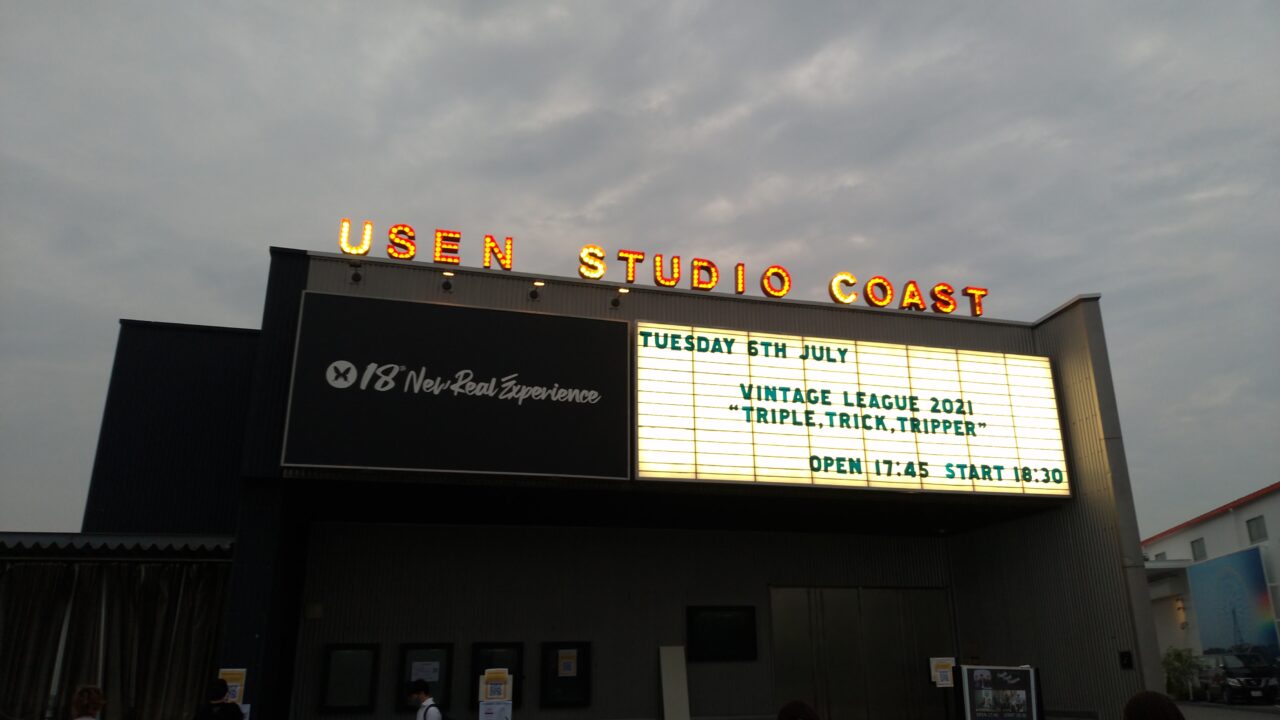 USEN STUDIO COAST
18 New Real Experience
TUESDAY 6TH JULY
VINTAGE LEAGUE 2021
"TRIPLE,TRICK,TRIPPER"
OPEN 17:45 START 18:30